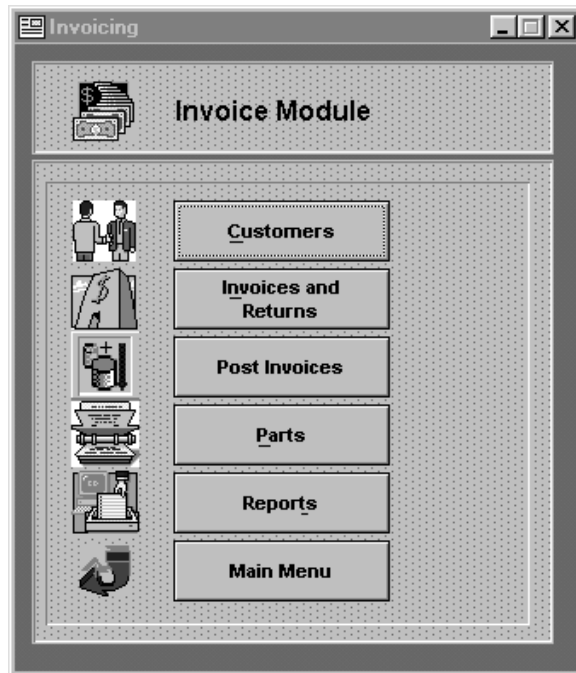 Invoicing
Invoice Module
Customers
Invoices and
Returns
Post Invoices
Parts
Reports
Main Menu